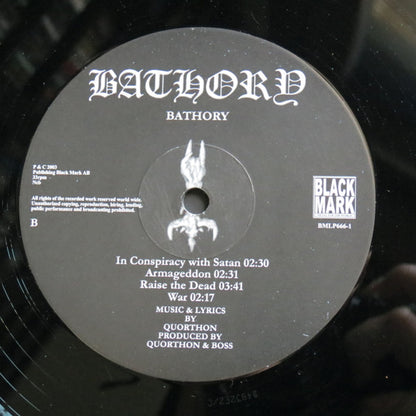 BATHORY
BATHORY
P & C 2003
Publishing Black Mark AB
33rpm
Ncb
All rights of the recorded work reserved world wide.
Unauthorized copying, reproduction, hiring, lending,
public performance and broadcasting prohibited.
B
BLACK
MARK
BMLP666-1
In Conspiracy with Satan 02:30
Armageddon 02:31
Raise the Dead 03:41
War 02:17
MUSIC & LYRICS
BY
QUORTHON
PRODUCED BY
QUORTHON & BOSS